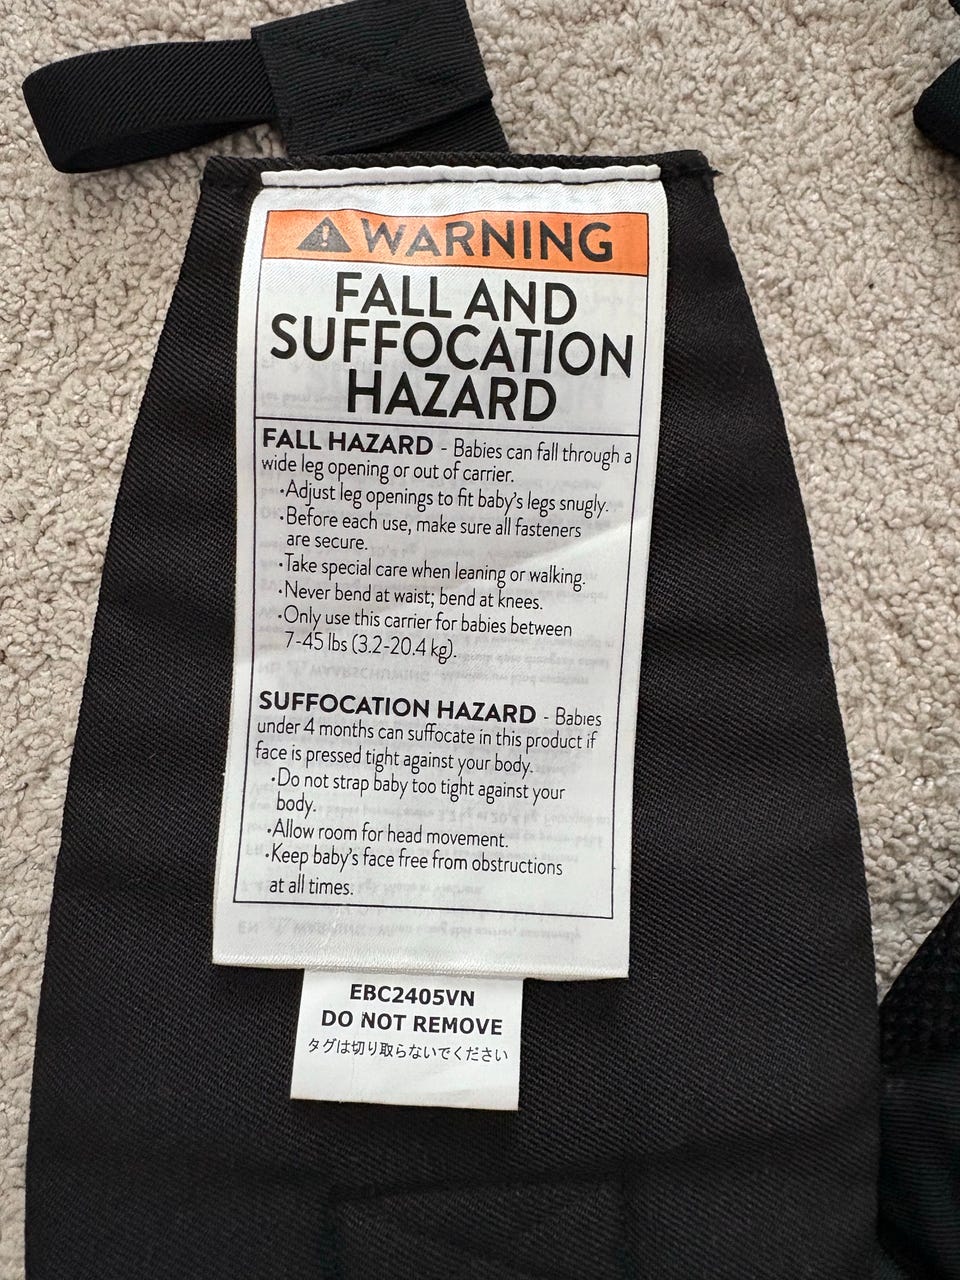 WARNING
FALL AND
SUFFOCATION
HAZARD
FALL HAZARD - Babies can fall through a
wide leg opening or out of carrier.
•Adjust leg openings to fit baby's legs snugly.
•Before each use, make sure all fasteners
are secure.
•Take special care when leaning or walking.
•Never bend at waist; bend at knees.
•Only use this carrier for babies between
7-45 lbs (3.2-20.4 kg).
SUFFOCATION HAZARD - Babies
under 4 months can suffocate in this product if
face is pressed tight against your body.
•Do not strap baby too tight against your
body.
•Allow room for head movement.
•Keep baby's face free from obstructions
at all times.
EBC2405VN
DO NOT REMOVE
タグは切り取らないでください